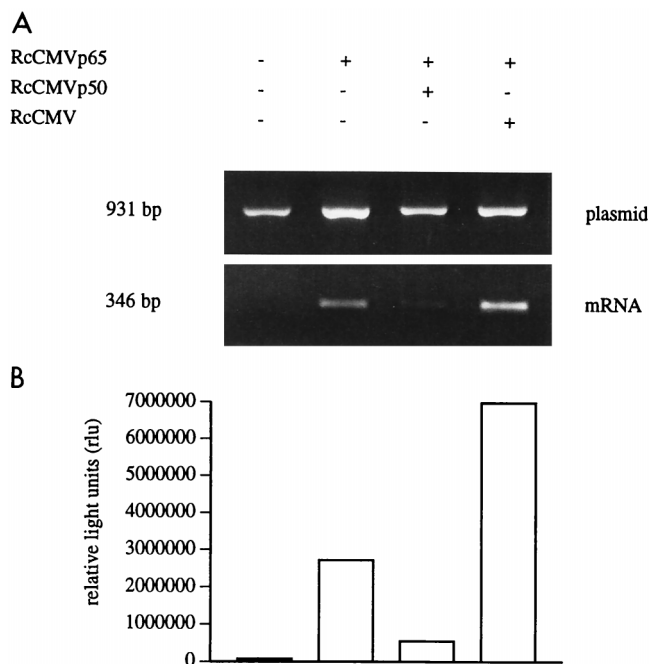 A
RcCMVp65 - + + +
RcCMVp50 - - + -
RcCMV - - - +
931 bp plasmid
346 bp mRNA
B
relative light units (rlu)
7000000
6000000
5000000
4000000
3000000
2000000
1000000
0